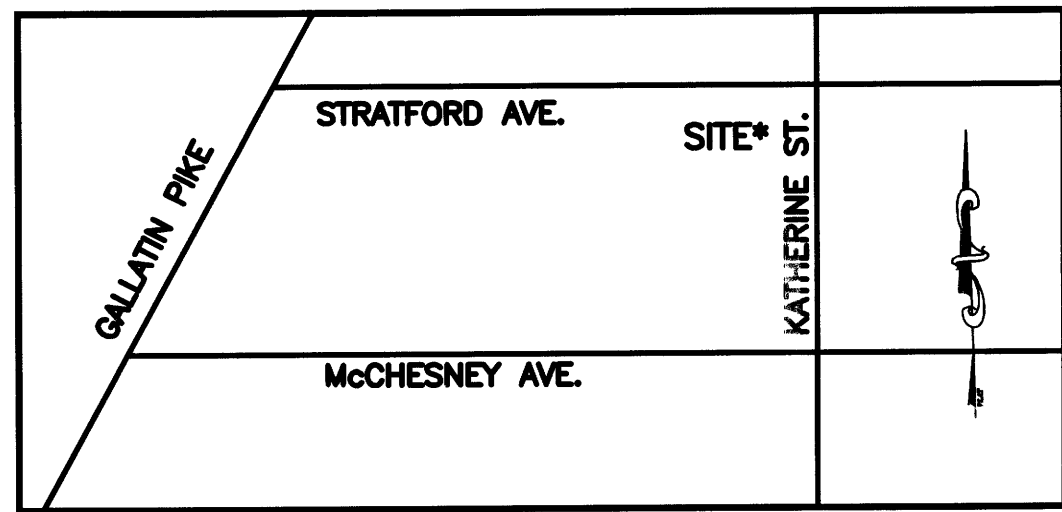 STRATFORD AVE.
SITE*
KATHERINE ST.
GALLATIN PIKE
McCHESNEY AVE.